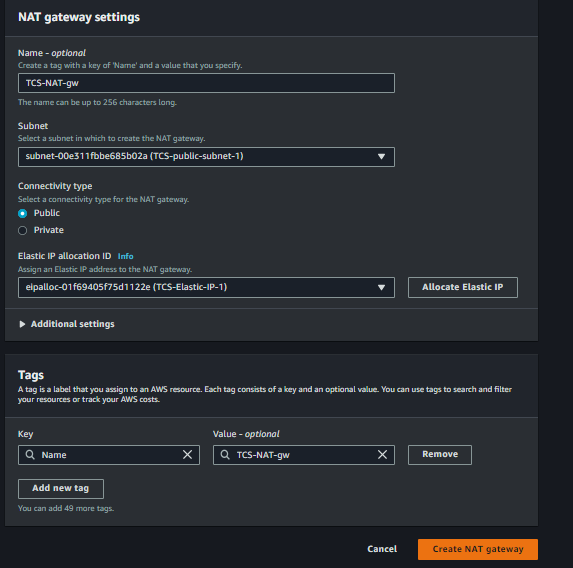 NAT gateway settings
Name - optional
Create a tag with a key of 'Name' and a value that you specify.
TCS-NAT-gw
The name can be up to 256 characters long.
Subnet
Select a subnet in which to create the NAT gateway.
subnet-00e311fbbe685b02a (TCS-public-subnet-1)
Connectivity type
Select a connectivity type for the NAT gateway.
Public
Private
Elastic IP allocation ID Info
Assign an Elastic IP address to the NAT gateway.
eipalloc-01f69405f75d1122e (TCS-Elastic-IP-1)
Allocate Elastic IP
Additional settings
Tags
A tag is a label that you assign to an AWS resource. Each tag consists of a key and an optional value. You can use tags to search and filter
your resources or track your AWS costs.
Key
Value - optional
Name
TCS-NAT-gw
Remove
Add new tag
You can add 49 more tags.
Cancel
Create NAT gateway